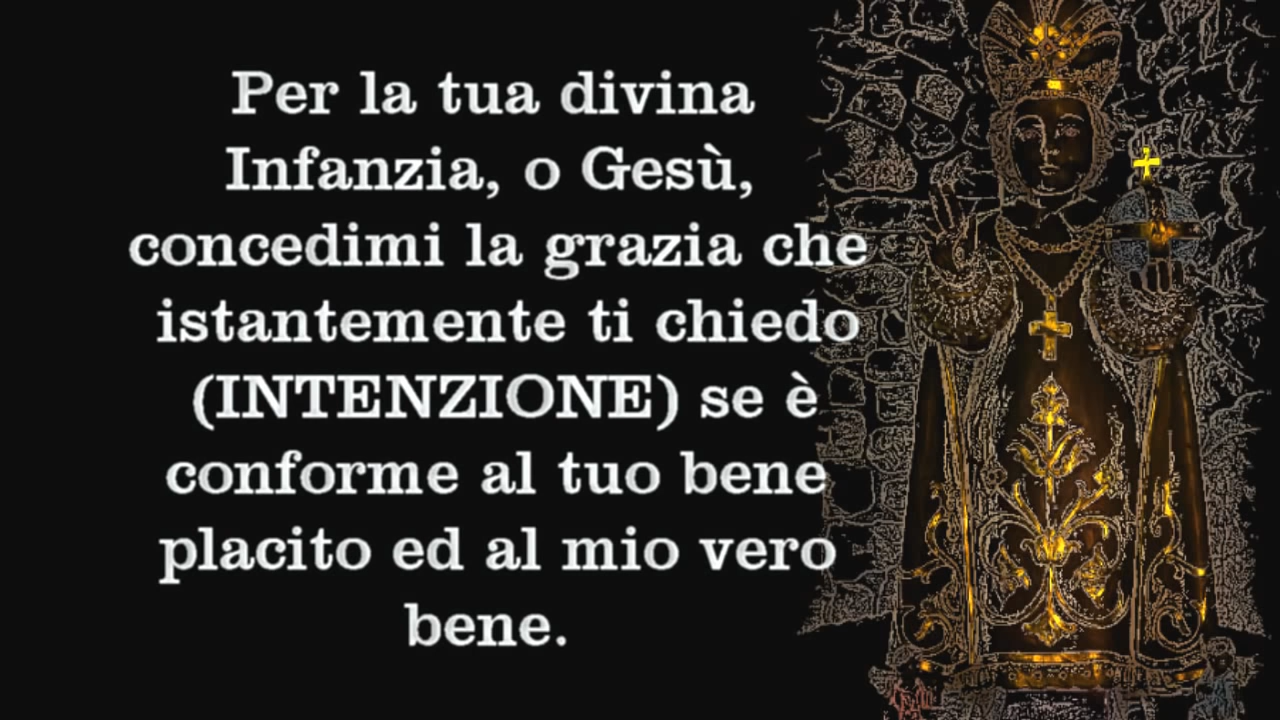 Per la tua divina
Infanzia, o Gesù,
concedimi la grazia che
istantemente ti chiedo
(INTENZIONE) se è
conforme al tuo bene
placito ed al mio vero
bene.